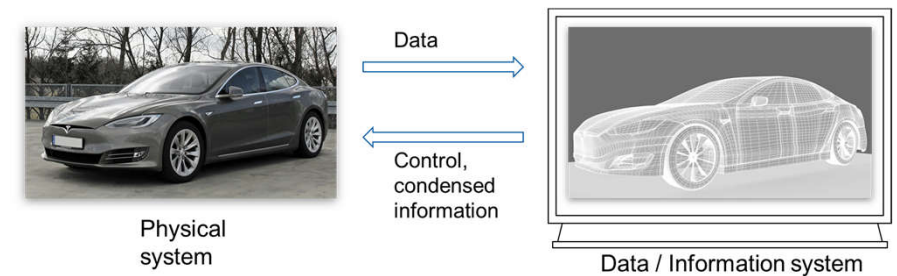 Data
Control,
condensed
information
Physical
system
Data / Information system